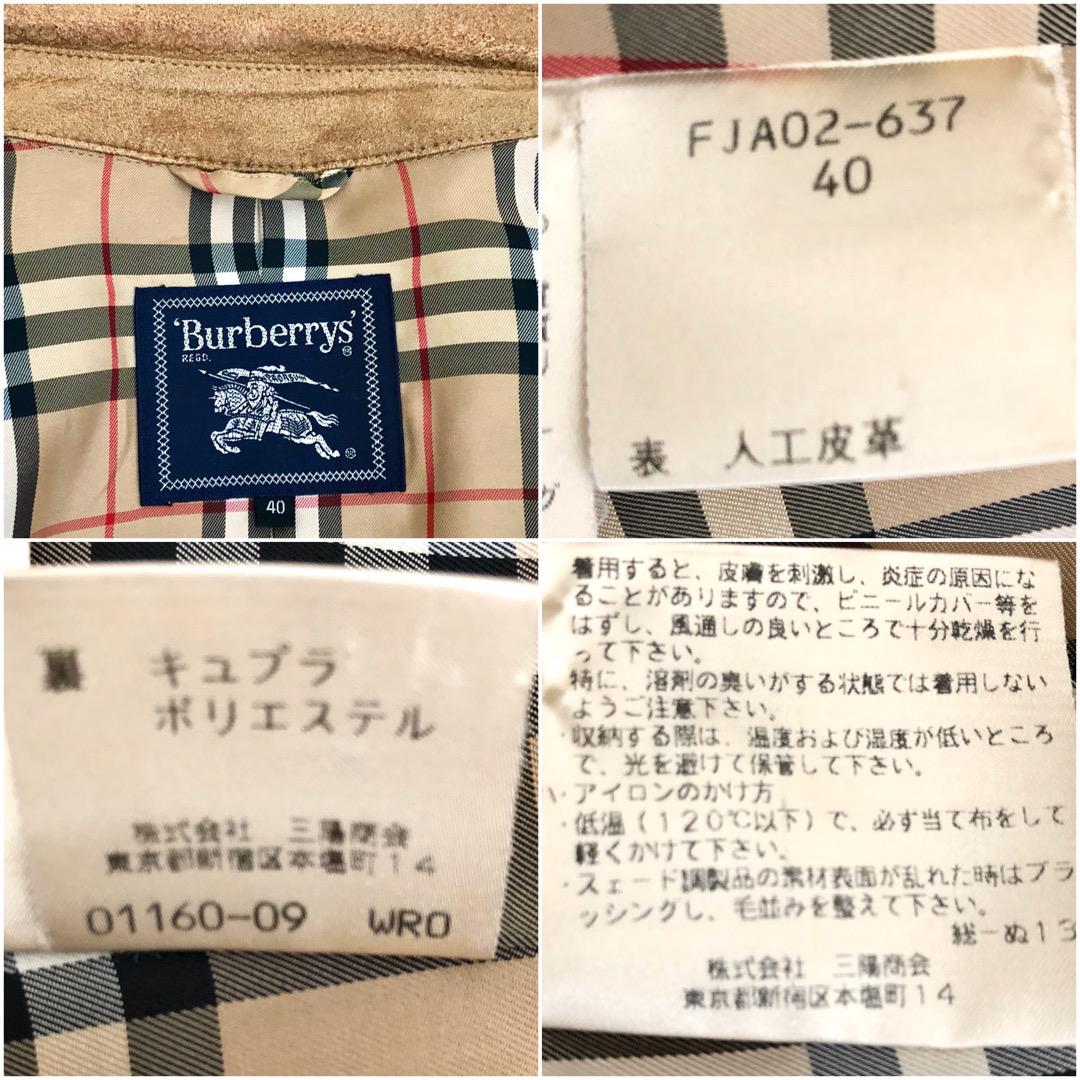 'Burberrys'
REGD.
40
FJA02-637
40
表 人工皮革
グ
裏 キュプラ
ポリエステル
株式会社 三陽商会
東京都新宿区本塩町14
01160-09 WRO
着用すると、皮膚を刺激し、炎症の原因にな
ることがありますので、ビニールカバー等を
はずし、風通しの良いところで十分乾燥を行
って下さい。
特に、溶剤の臭いがする状態では着用しない
ようご注意下さい。
・収納する際は、温度および湿度が低いところ
で、光を避けて保管して下さい。
・アイロンのかけ方
・低温(120℃以下)で、必ず当て布をして
軽くかけて下さい。
・スェード調製品の素材表面が乱れた時はブラ
ッシングし、毛並みを整えて下さい。
総ーぬ13
株式会社 三陽商会
東京都新宿区本塩町14